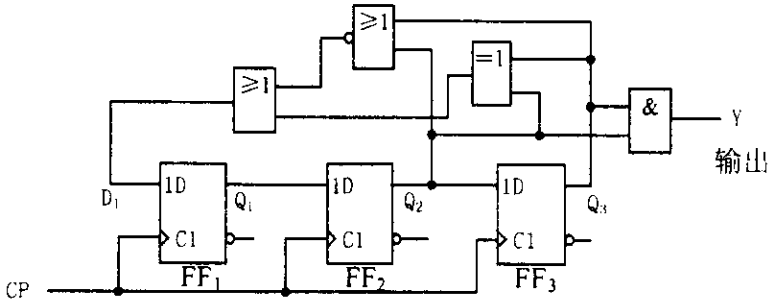 ≥1
=1
≥1
&
Y
输出
D₁
1D
Q₁
1D
Q₂
1D
Q₃
C1
C1
C1
FF₁
FF₂
FF₃
CP